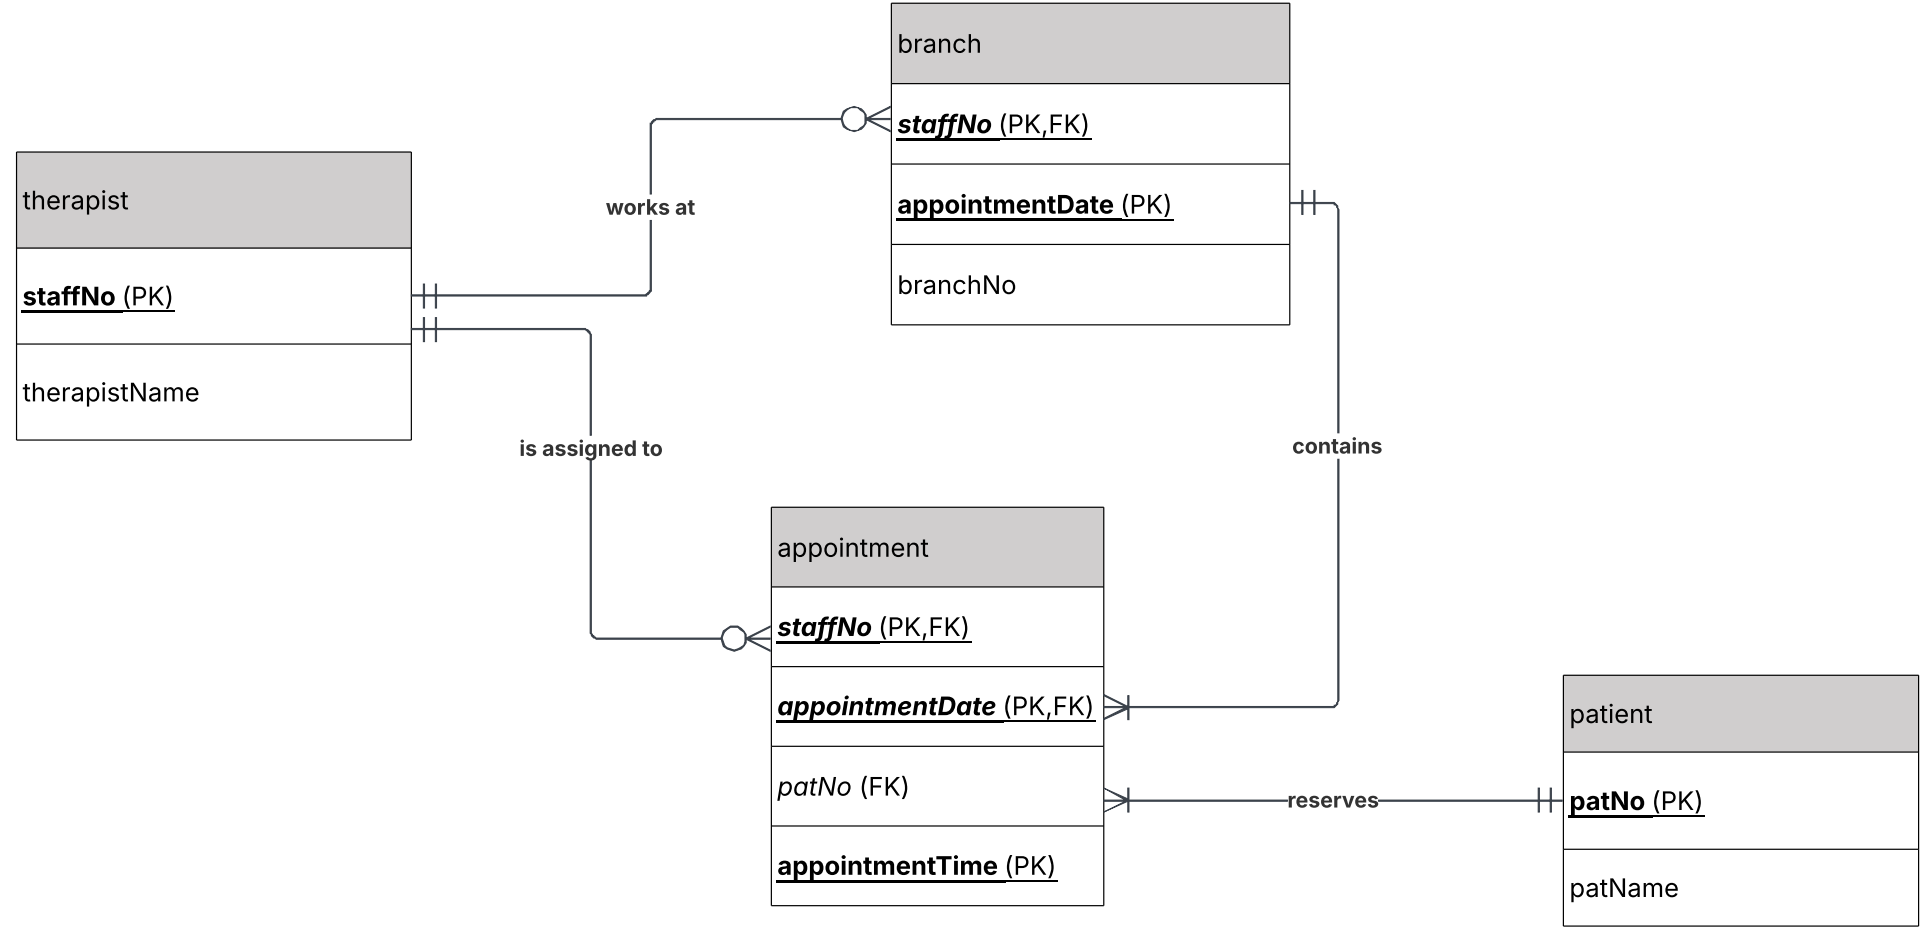 therapist
staffNo (PK)
therapistName
works at
is assigned to
branch
staffNo (PK,FK)
appointmentDate (PK)
branchNo
contains
appointment
staffNo (PK,FK)
appointmentDate (PK,FK)
patNo (FK)
appointmentTime (PK)
reserves
patient
patNo (PK)
patName